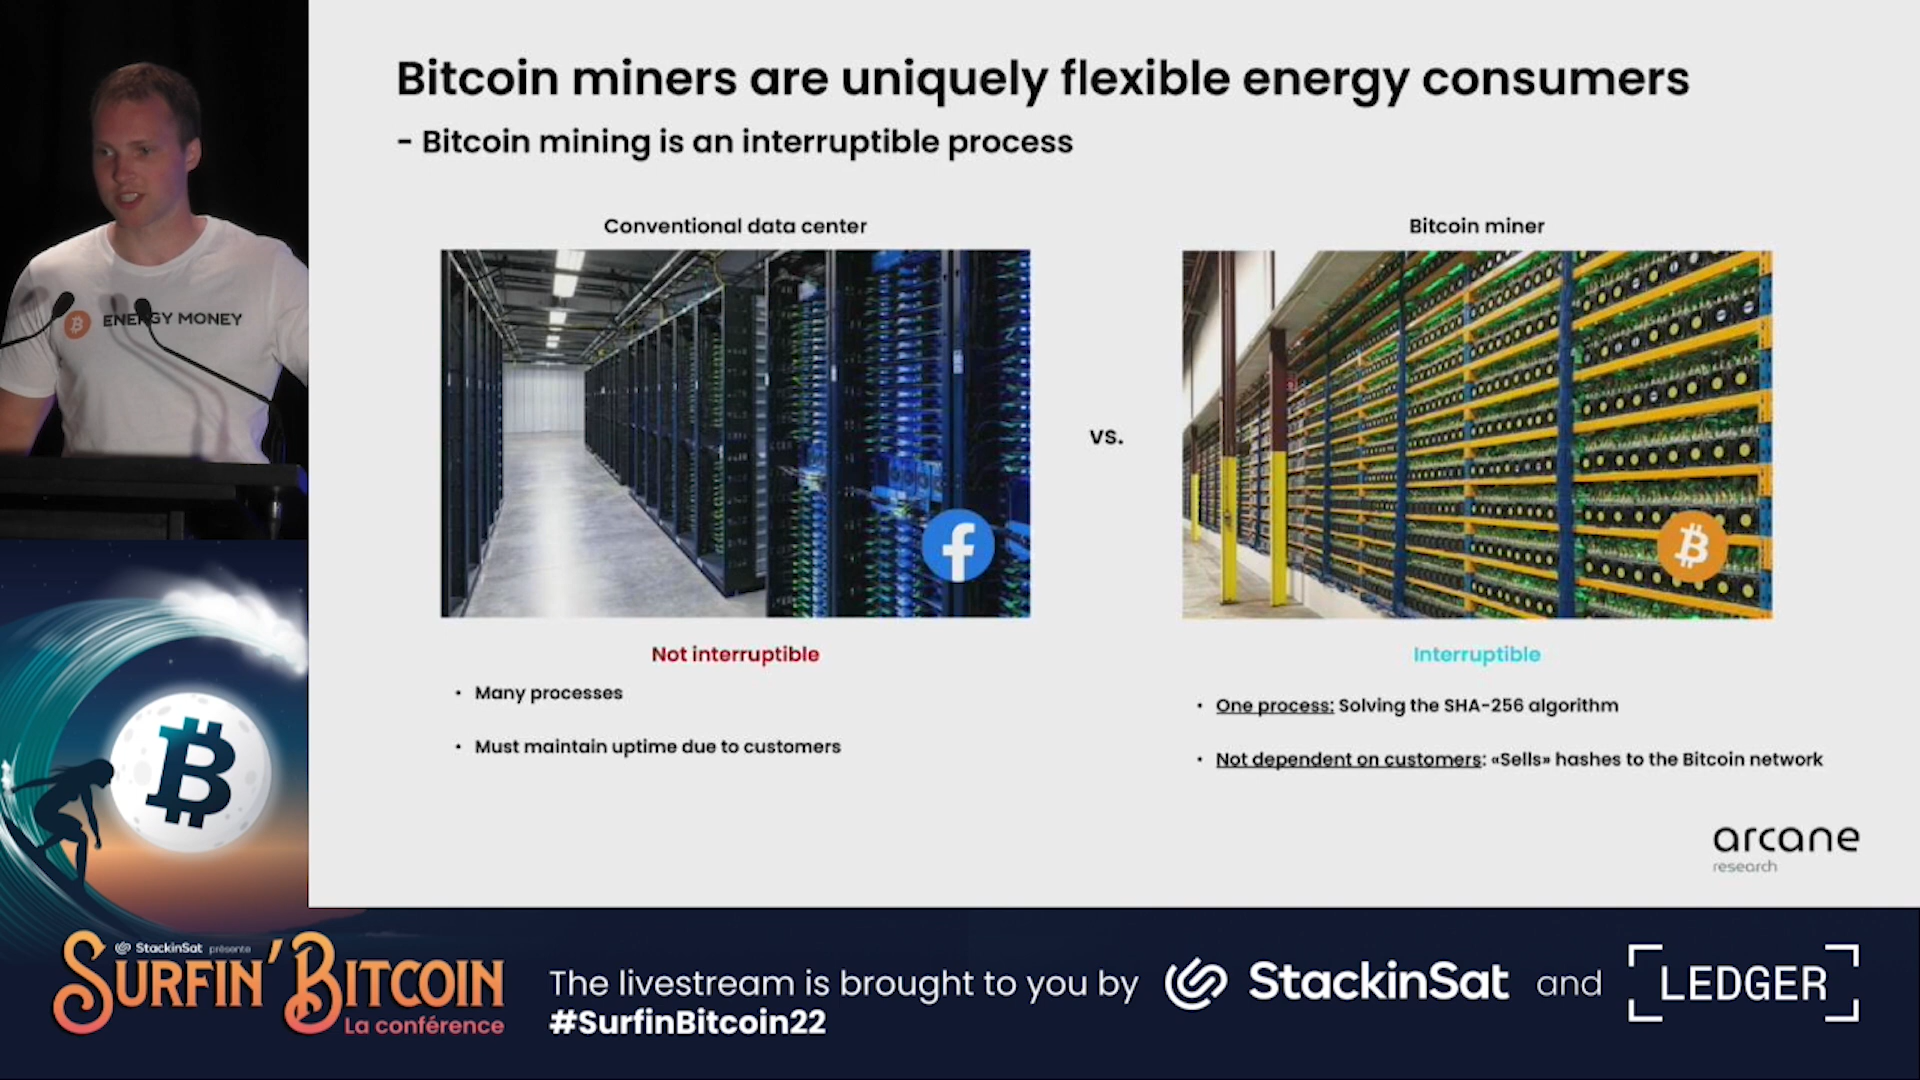 Bitcoin miners are uniquely flexible energy consumers
- Bitcoin mining is an interruptible process
Conventional data center
Bitcoin miner
vs.
Not interruptible
Interruptible
• Many processes
• Must maintain uptime due to customers
• One process: Solving the SHA-256 algorithm
• Not dependent on customers: «Sells» hashes to the Bitcoin network
arcane
research
ENERGY MONEY
StackinSat présente
SURFIN' BITCOIN
La conférence
The livestream is brought to you by StackinSat and LEDGER
#SurfinBitcoin22